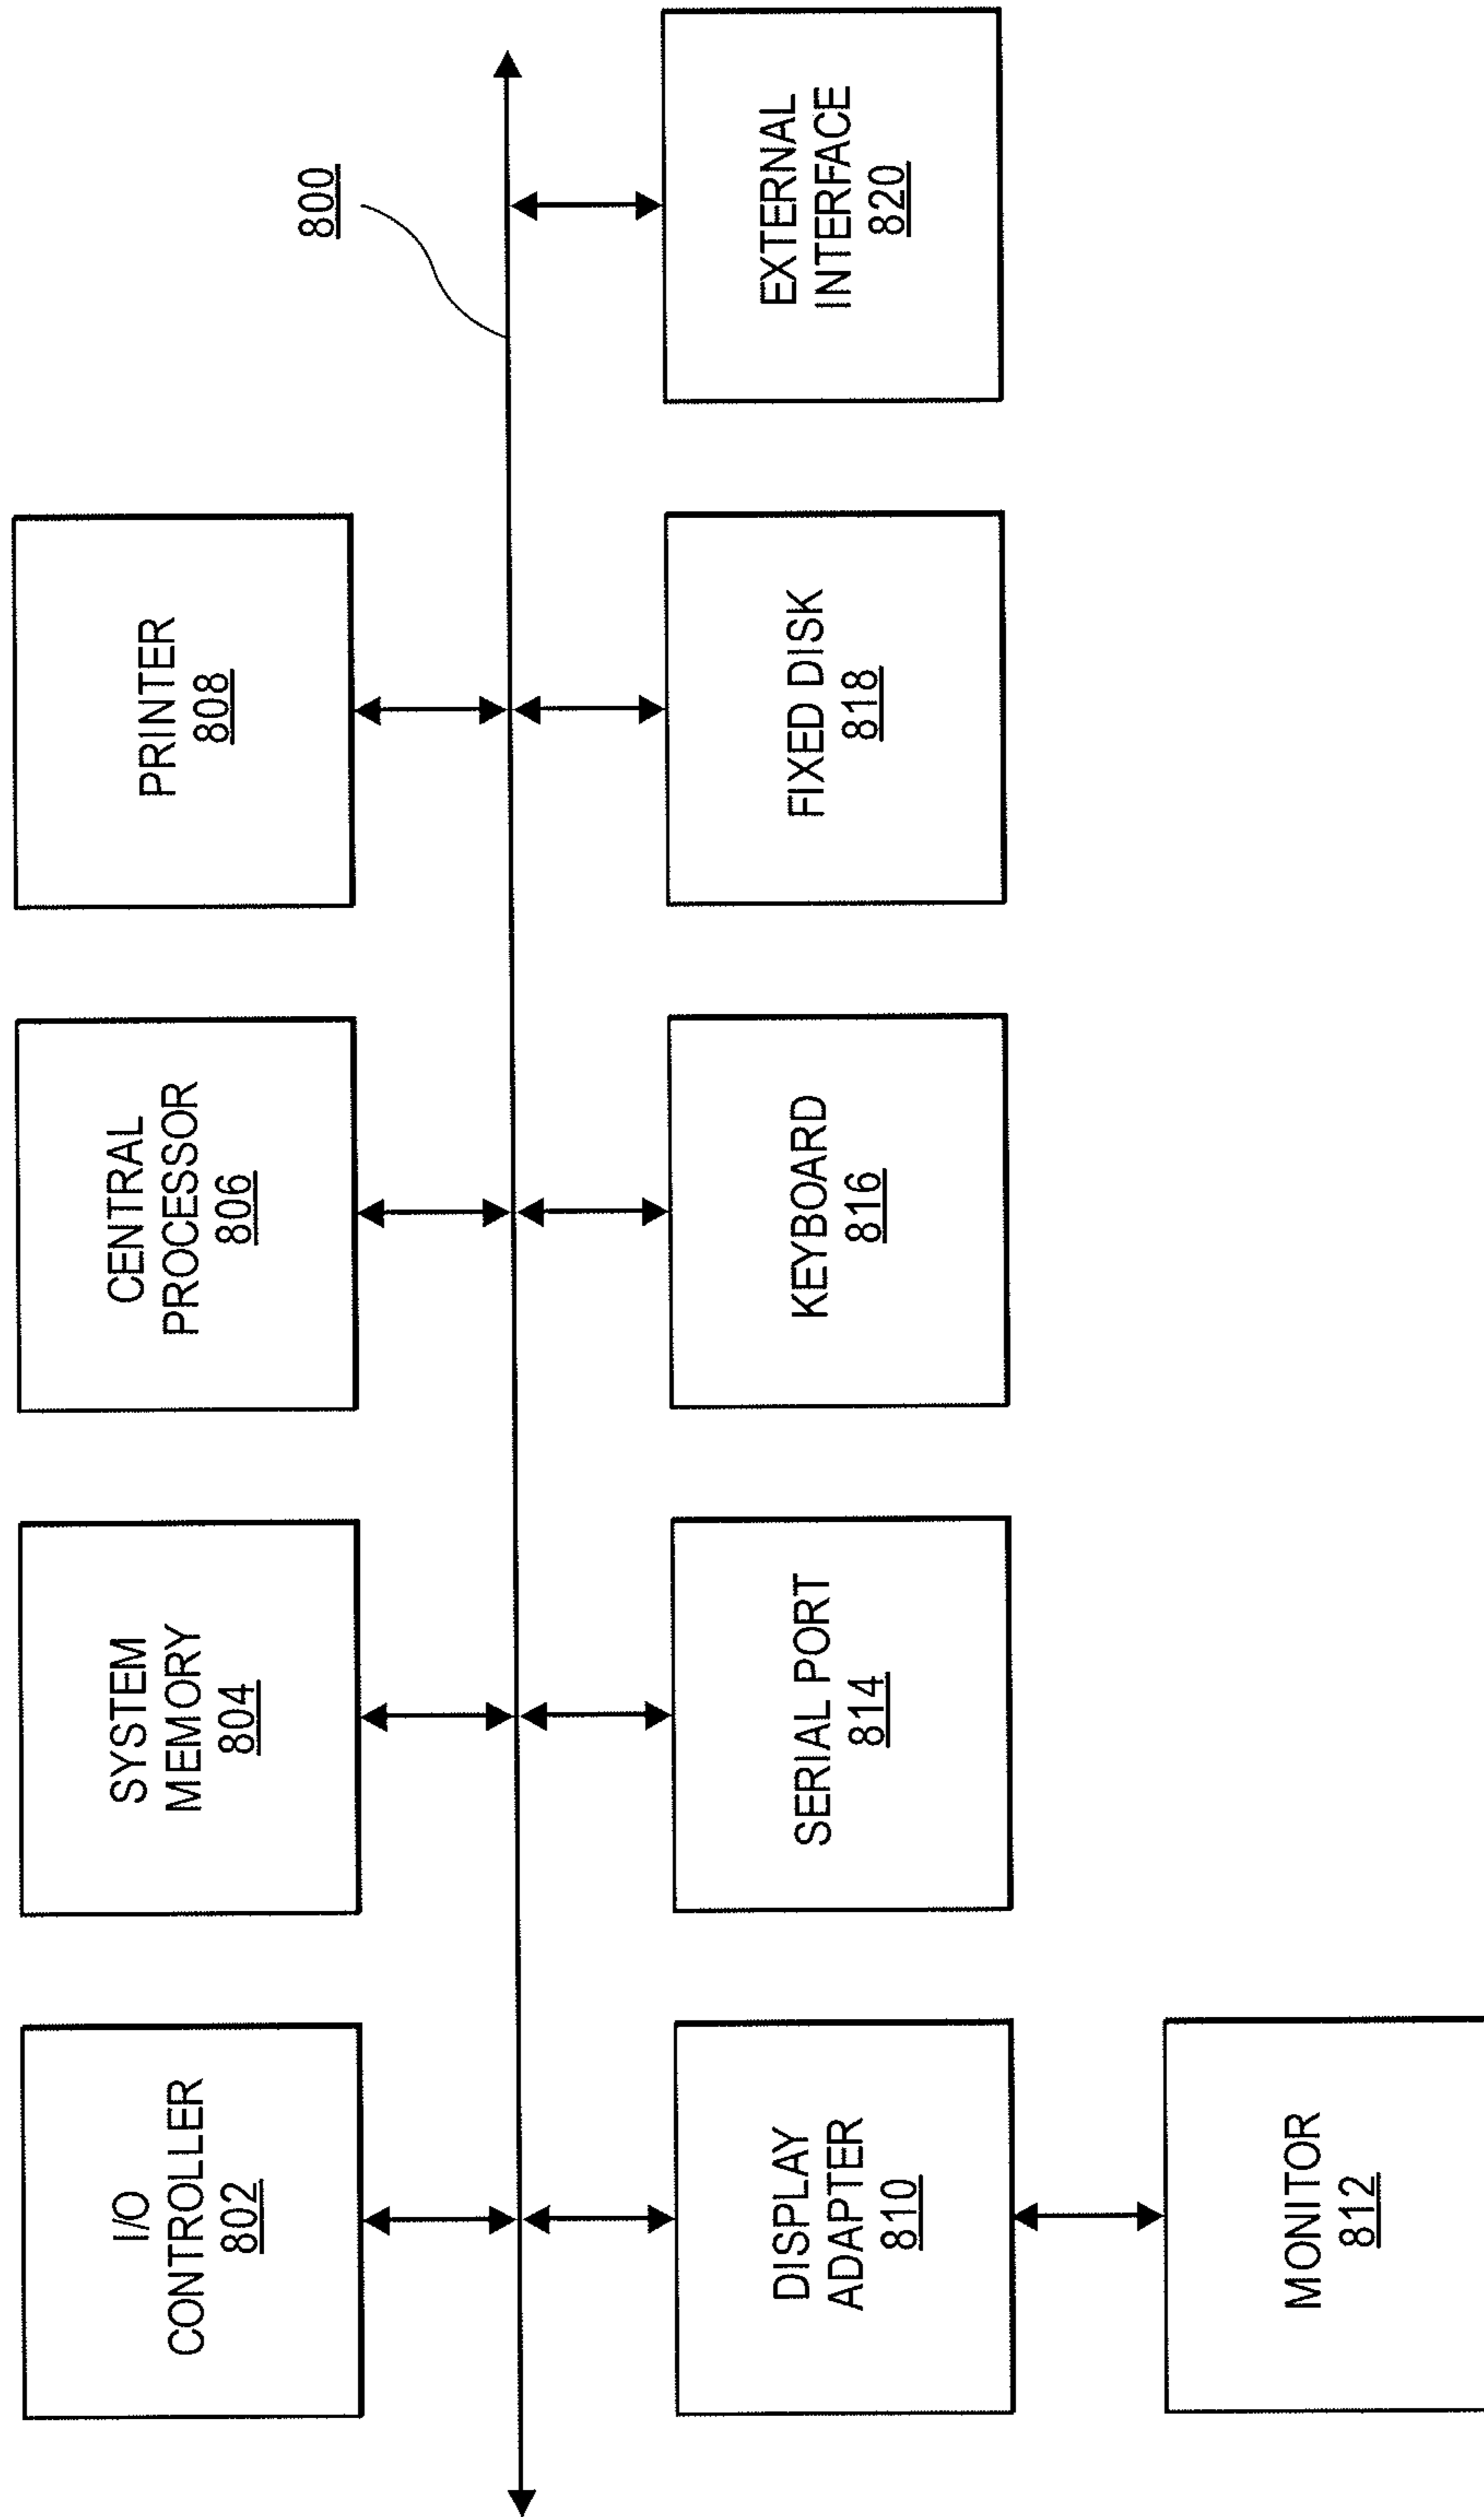 I/O
CONTROLLER
802
SYSTEM
MEMORY
804
CENTRAL
PROCESSOR
806
PRINTER
808
800
DISPLAY
ADAPTER
810
SERIAL PORT
814
KEYBOARD
816
FIXED DISK
818
EXTERNAL
INTERFACE
820
MONITOR
812